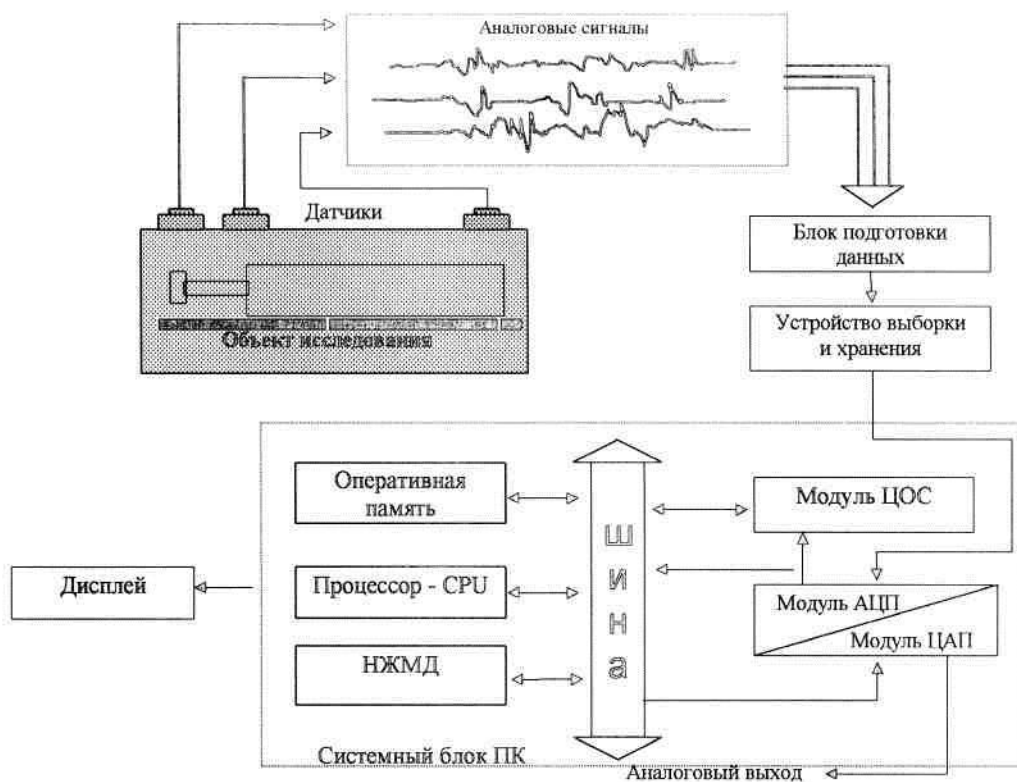 Аналоговые сигналы
Датчики
Объект исследования
Блок подготовки
данных
Устройство выборки
и хранения
Оперативная
память
Процессор - CPU
НЖМД
Шина
Модуль ЦОС
Модуль АЦП
Модуль ЦАП
Дисплей
Системный блок ПК
Аналоговый выход